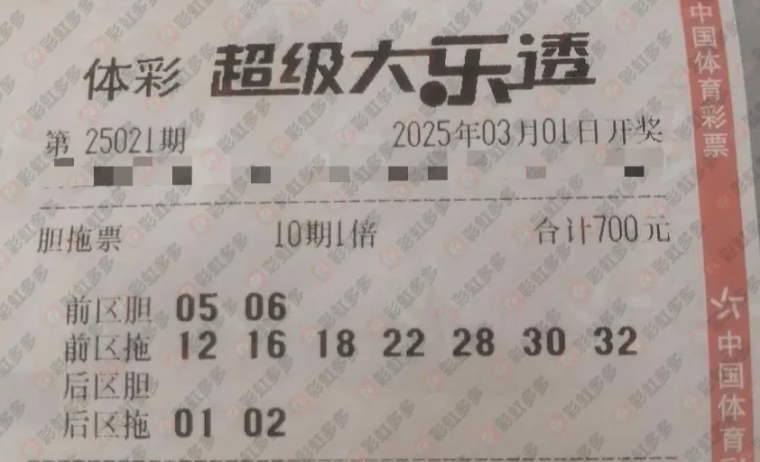 体彩 超级大乐透
第 25021期 2025年03月01日开奖
胆拖票 10期1倍 合计700元
前区胆 05 06
前区拖 12 16 18 22 28 30 32
后区胆
后区拖 01 02
中国体育彩票
中国体育彩
彩虹多多